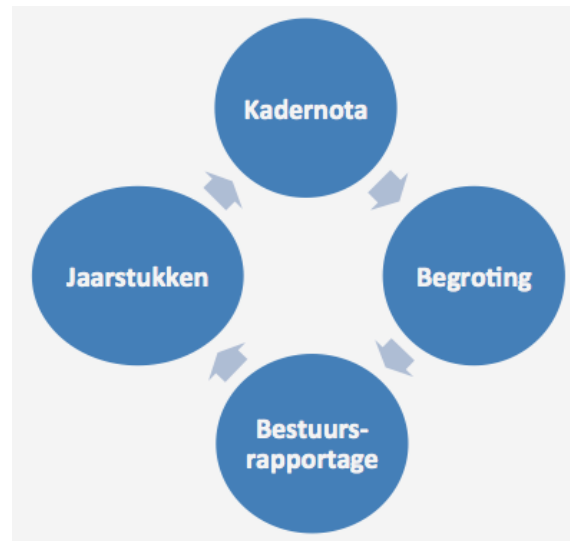 Kadernota
Jaarstukken
Begroting
Bestuurs-
rapportage